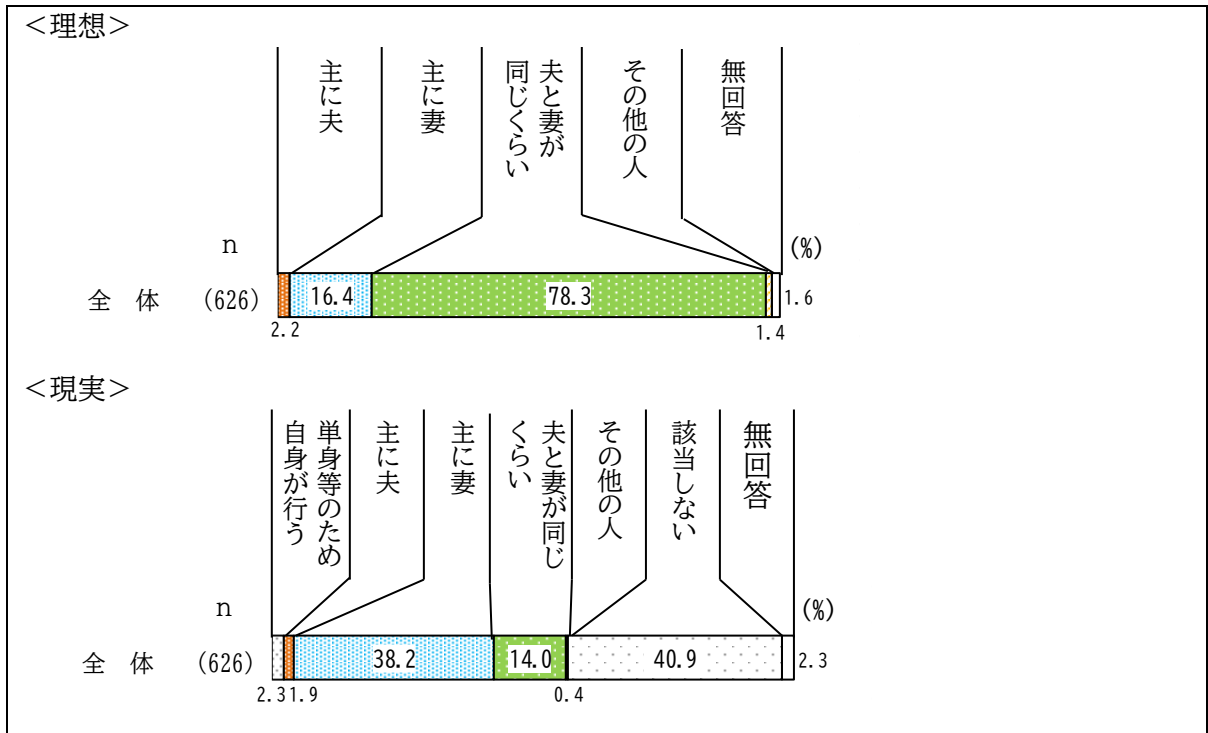 ＜理想＞
主に夫
主に妻
夫と妻が
同じくらい
その他の人
無回答
n
(%)
全 体 (626)
16.4
78.3
1.6
2.2
1.4
＜現実＞
単身等のため
自身が行う
主に夫
主に妻
夫と妻が同じ
くらい
その他の人
該当しない
無回答
n
(%)
全 体 (626)
38.2
14.0
40.9
2.3
2.3
1.9
0.4